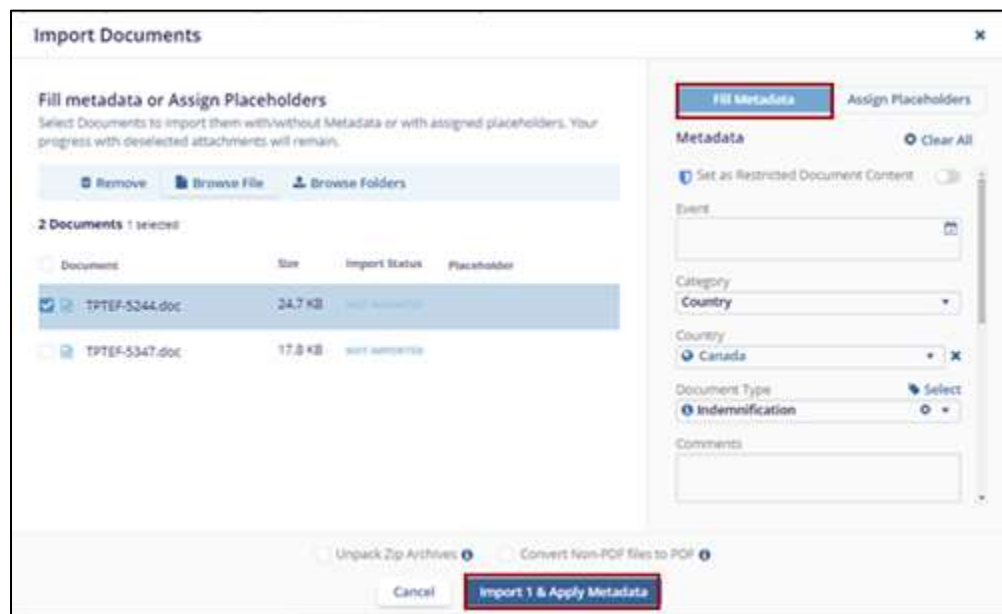 Import Documents
Fill metadata or Assign Placeholders
Select Documents to import them with/without Metadata or with assigned placeholders. Your
progress with deselected attachments will remain.
Remove Browse File Browse Folders
2 Documents 1 selected
Document Size Import Status Placeholder
TPTEF-5244.doc 24.7 KB NOT IMPORTED
TPTEF-5347.doc 17.8 KB NOT IMPORTED
Fill Metadata Assign Placeholders
Metadata Clear All
Set as Restricted Document Content
Event
Category
Country
Country
Canada
Document Type Select
Indemnification
Comments
Unpack Zip Archives Convert Non-PDF files to PDF
Cancel Import 1 & Apply Metadata